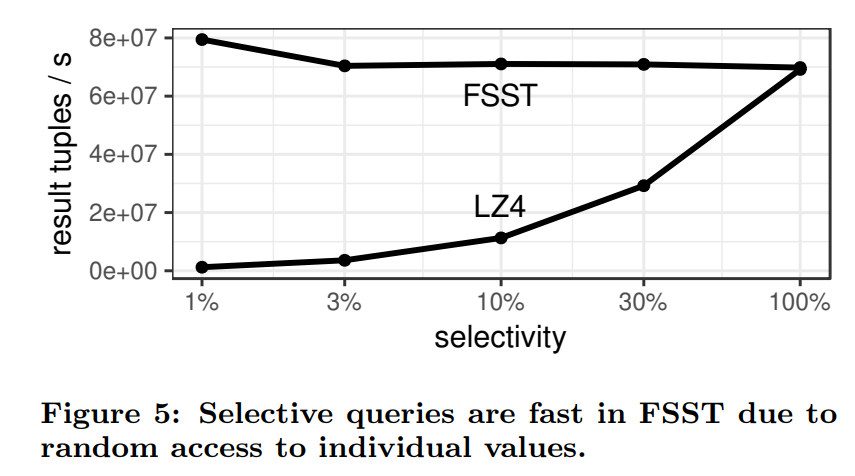 result tuples / s
8e+07
6e+07
4e+07
2e+07
0e+00
FSST
LZ4
1%
3%
10%
30%
100%
selectivity
Figure 5: Selective queries are fast in FSST due to
random access to individual values.